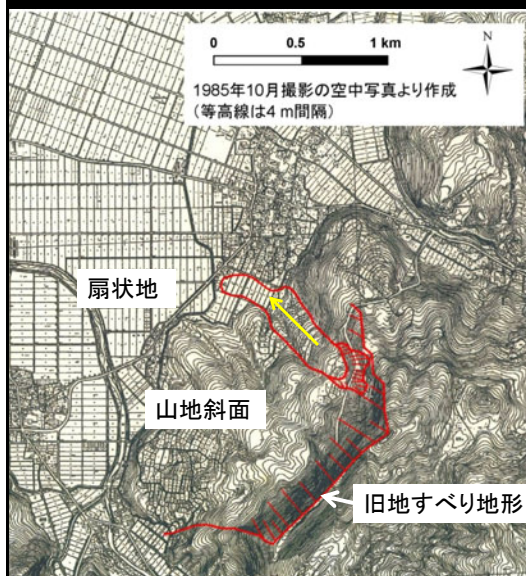 N
0 0.5 1 km
1985年10月撮影の空中写真より作成
(等高線は4 m間隔)
扇状地
山地斜面
旧地すべり地形